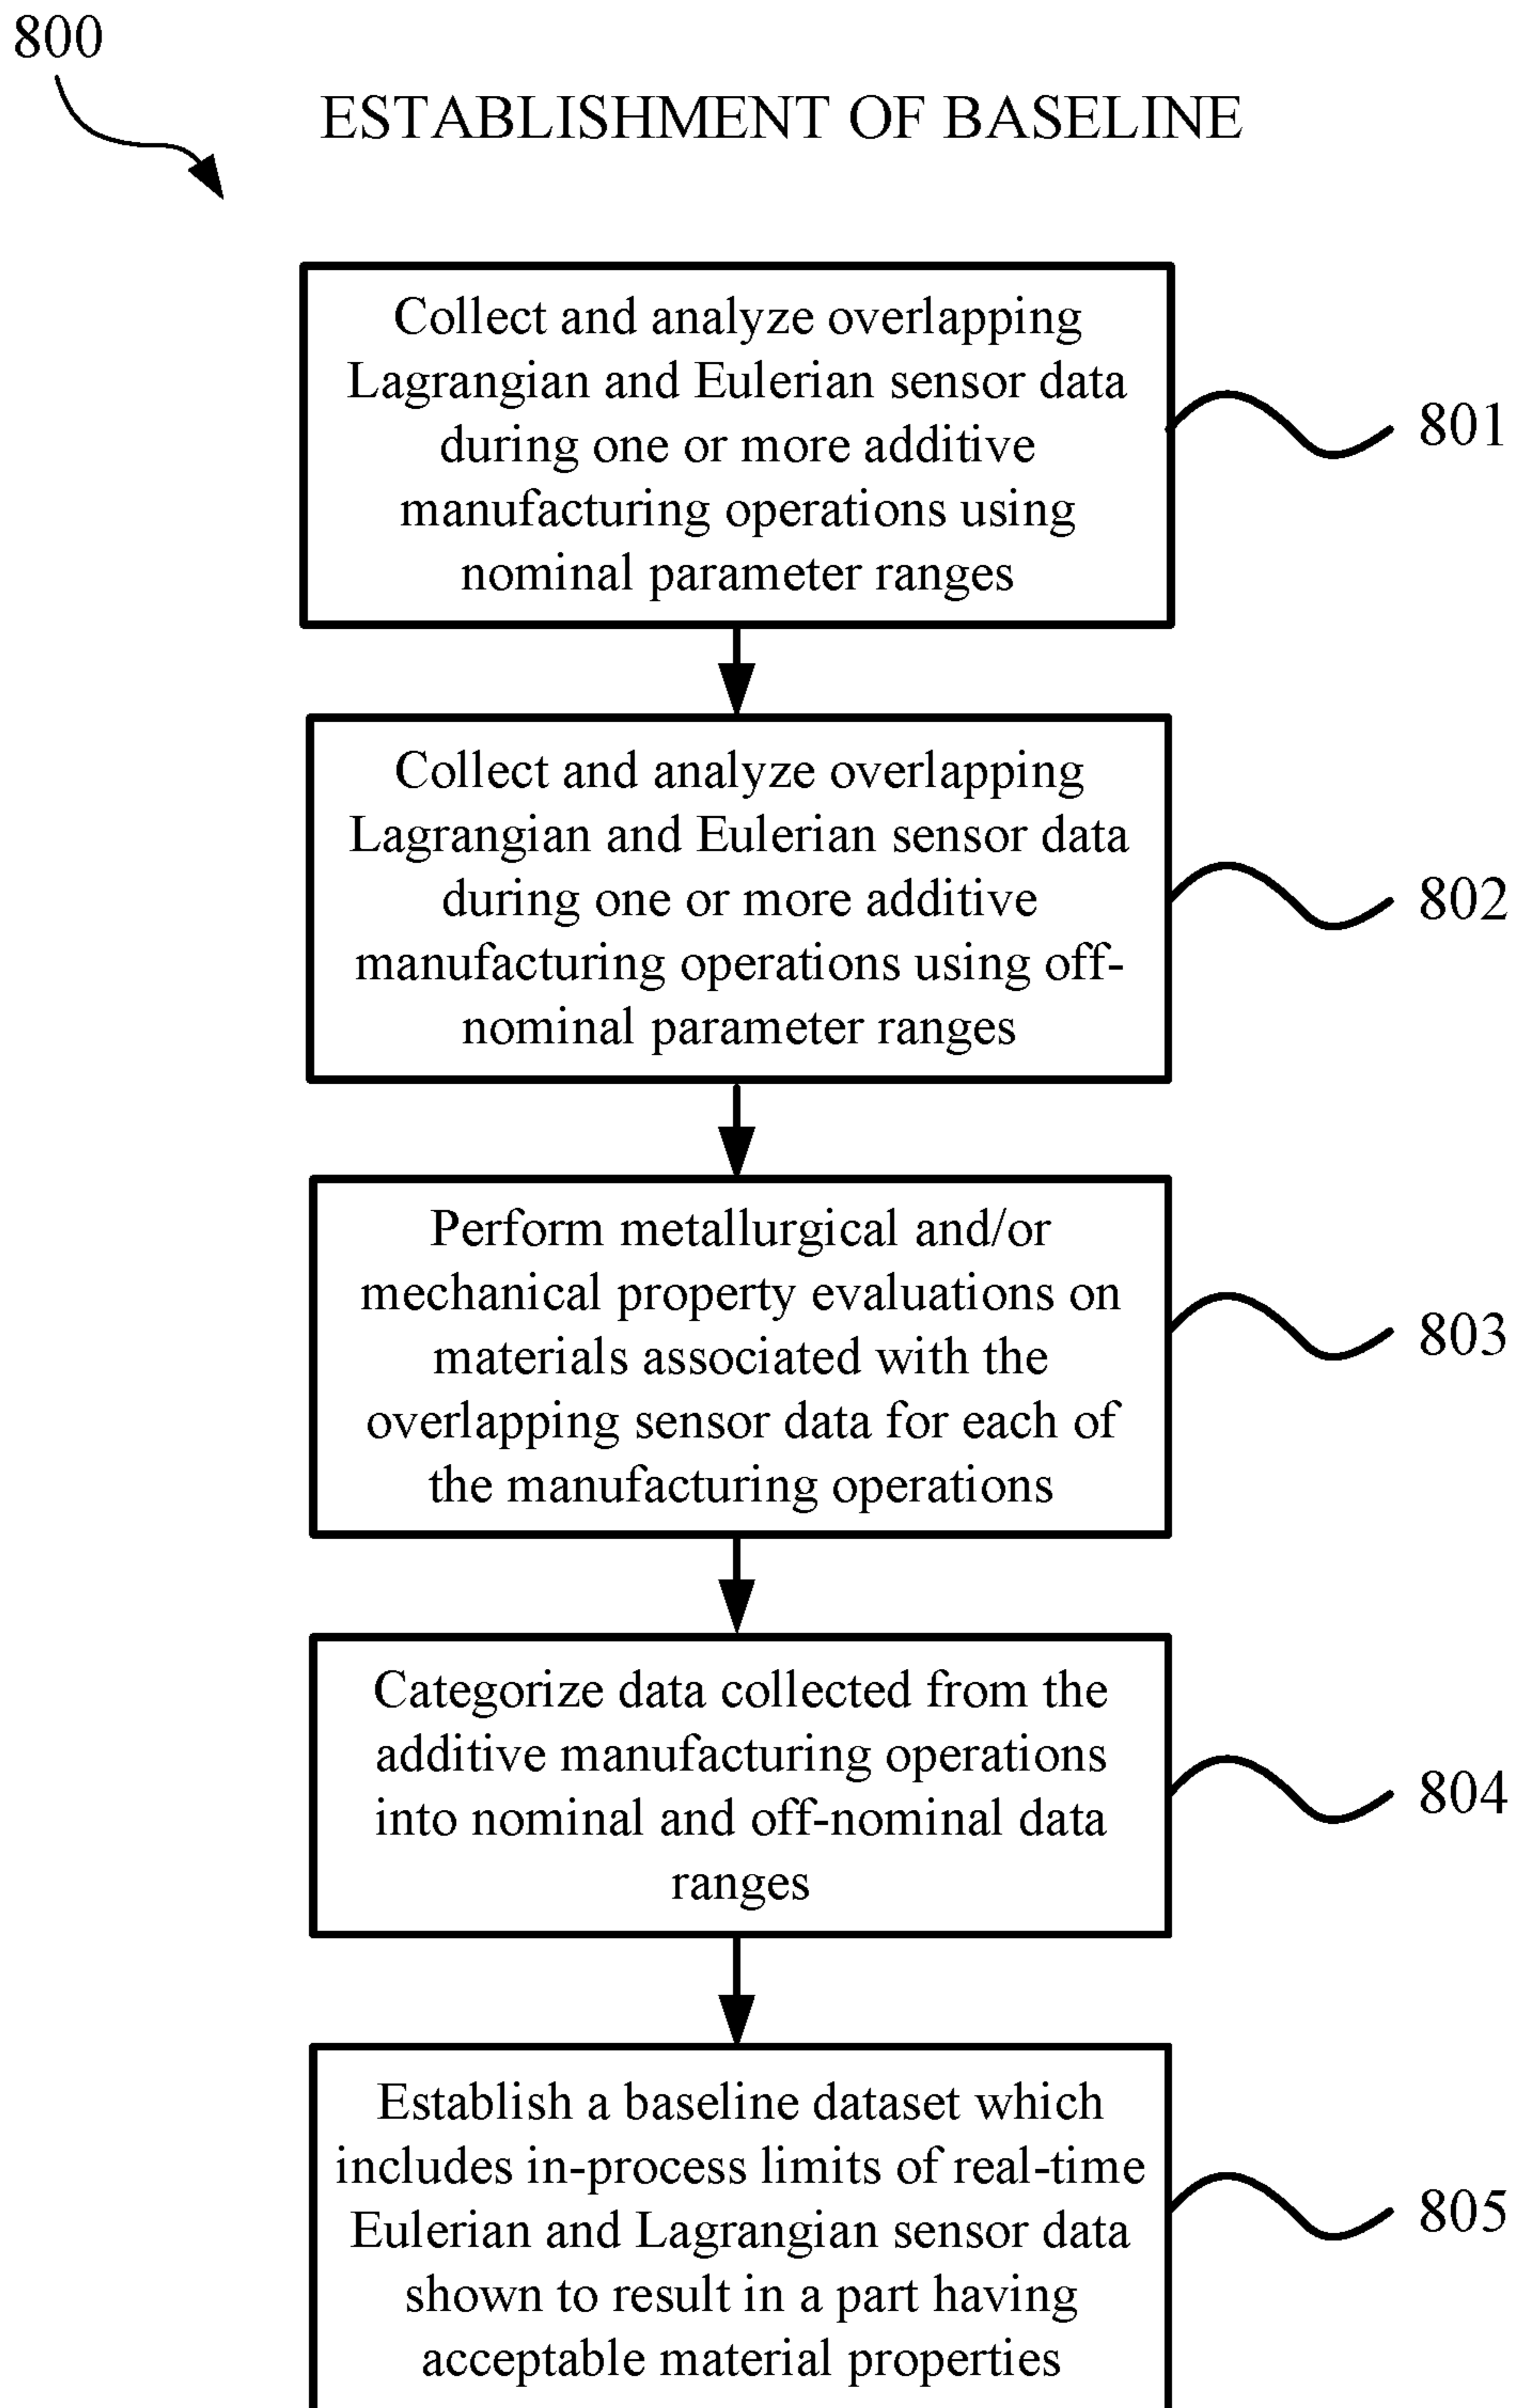 800
ESTABLISHMENT OF BASELINE
Collect and analyze overlapping
Lagrangian and Eulerian sensor data
during one or more additive
manufacturing operations using
nominal parameter ranges
801
Collect and analyze overlapping
Lagrangian and Eulerian sensor data
during one or more additive
manufacturing operations using off-
nominal parameter ranges
802
Perform metallurgical and/or
mechanical property evaluations on
materials associated with the
overlapping sensor data for each of
the manufacturing operations
803
Categorize data collected from the
additive manufacturing operations
into nominal and off-nominal data
ranges
804
Establish a baseline dataset which
includes in-process limits of real-time
Eulerian and Lagrangian sensor data
shown to result in a part having
acceptable material properties
805